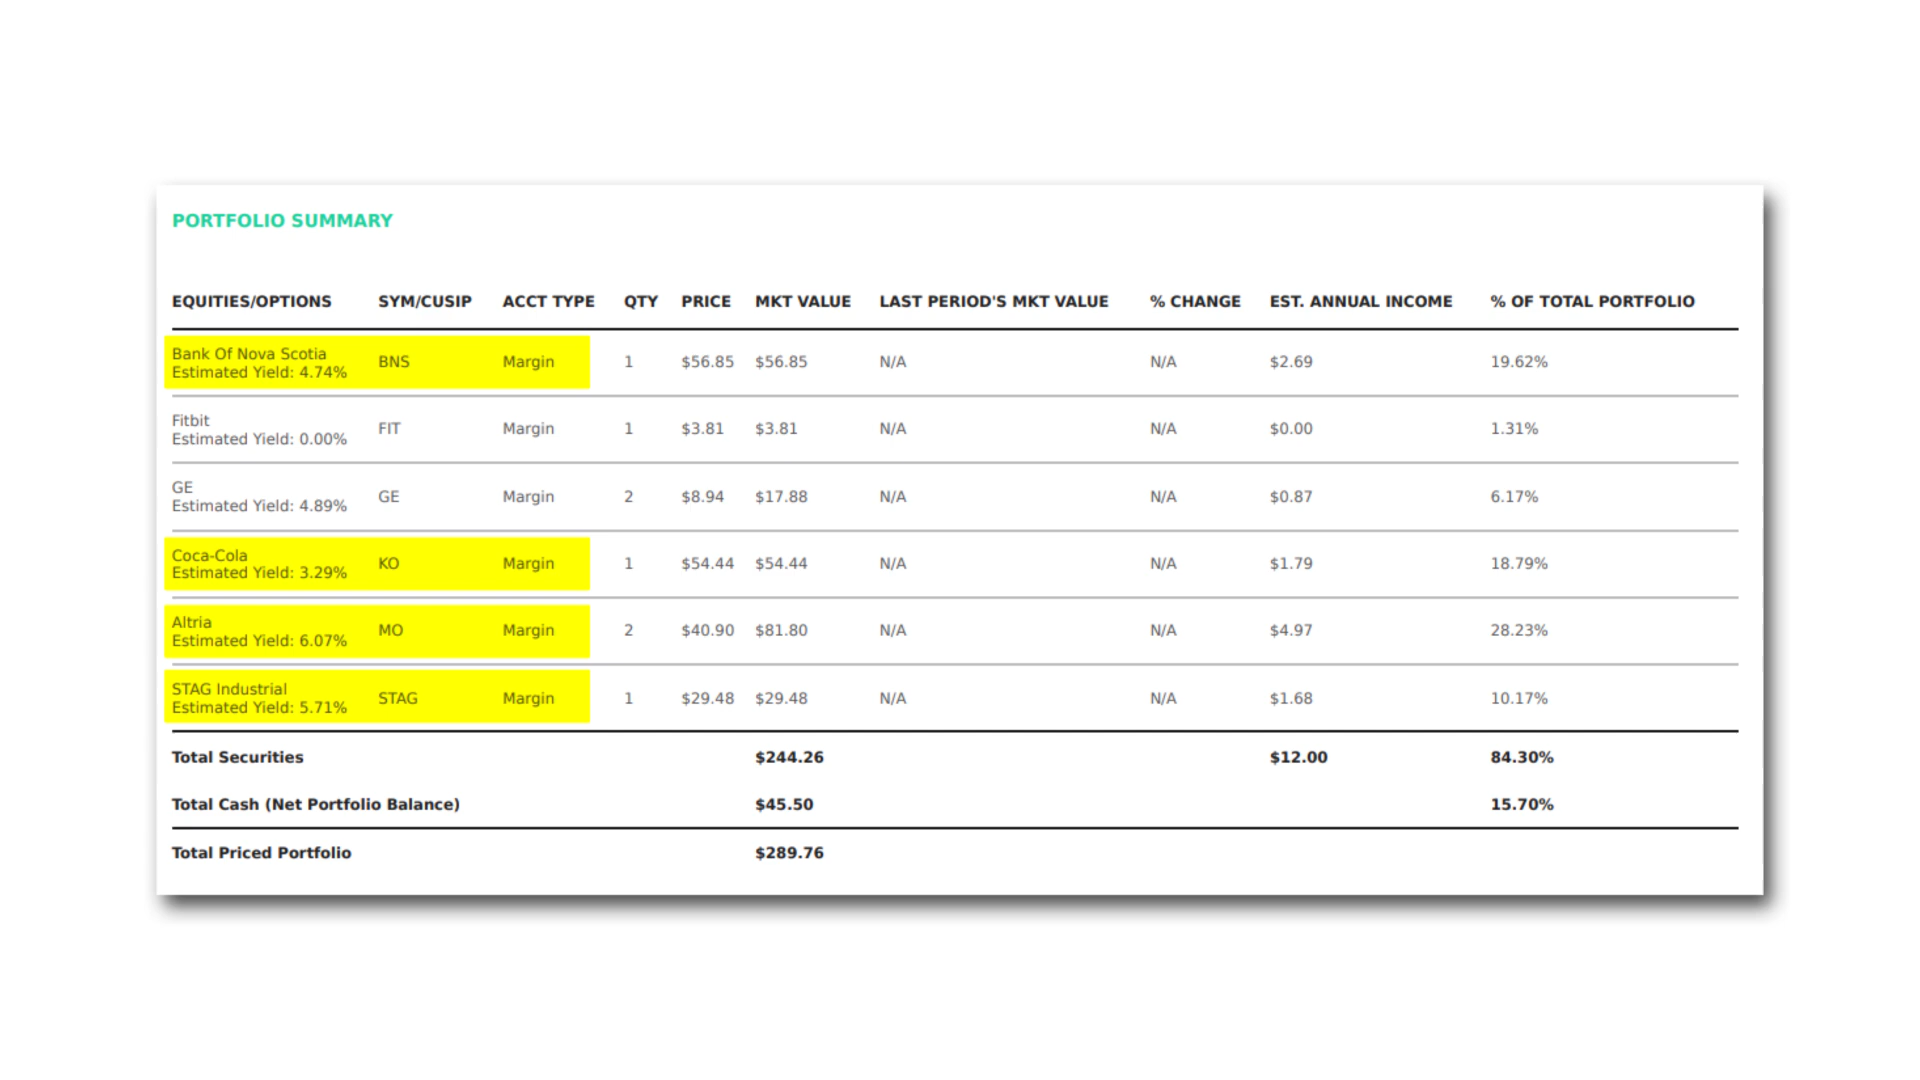 PORTFOLIO SUMMARY
EQUITIES/OPTIONS SYM/CUSIP ACCT TYPE QTY PRICE MKT VALUE LAST PERIOD'S MKT VALUE % CHANGE EST. ANNUAL INCOME % OF TOTAL PORTFOLIO
Bank Of Nova Scotia
Estimated Yield: 4.74% BNS Margin 1 $56.85 $56.85 N/A N/A $2.69 19.62%
Fitbit
Estimated Yield: 0.00% FIT Margin 1 $3.81 $3.81 N/A N/A $0.00 1.31%
GE
Estimated Yield: 4.89% GE Margin 2 $8.94 $17.88 N/A N/A $0.87 6.17%
Coca-Cola
Estimated Yield: 3.29% KO Margin 1 $54.44 $54.44 N/A N/A $1.79 18.79%
Altria
Estimated Yield: 6.07% MO Margin 2 $40.90 $81.80 N/A N/A $4.97 28.23%
STAG Industrial
Estimated Yield: 5.71% STAG Margin 1 $29.48 $29.48 N/A N/A $1.68 10.17%
Total Securities $244.26 $12.00 84.30%
Total Cash (Net Portfolio Balance) $45.50 15.70%
Total Priced Portfolio $289.76